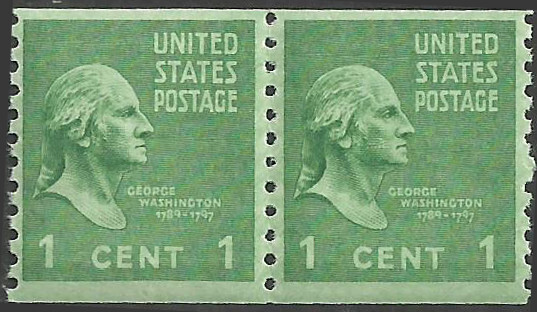 UNITED
STATES
POSTAGE
GEORGE
WASHINGTON
1789-1797
1 CENT 1
UNITED
STATES
POSTAGE
GEORGE
WASHINGTON
1789-1797
1 CENT 1